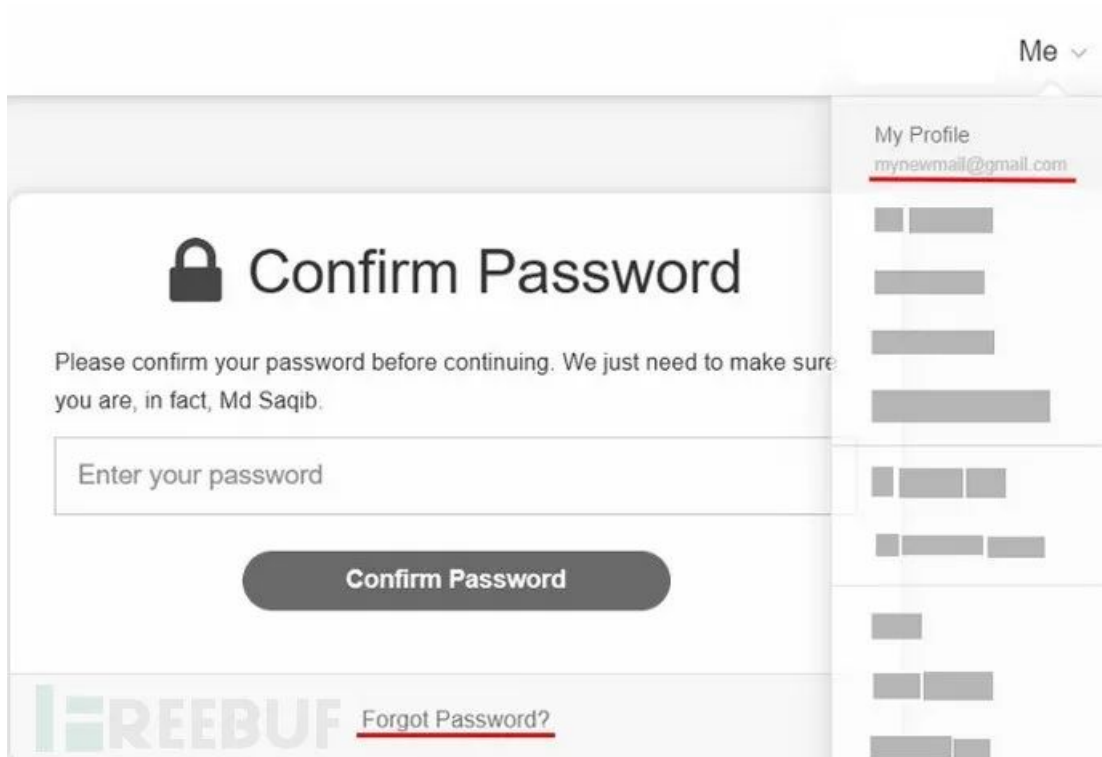 Me
My Profile
mynewmail@gmail.com
Confirm Password
Please confirm your password before continuing. We just need to make sure
you are, in fact, Md Saqib.
Enter your password
Confirm Password
Forgot Password?
FREEBUF